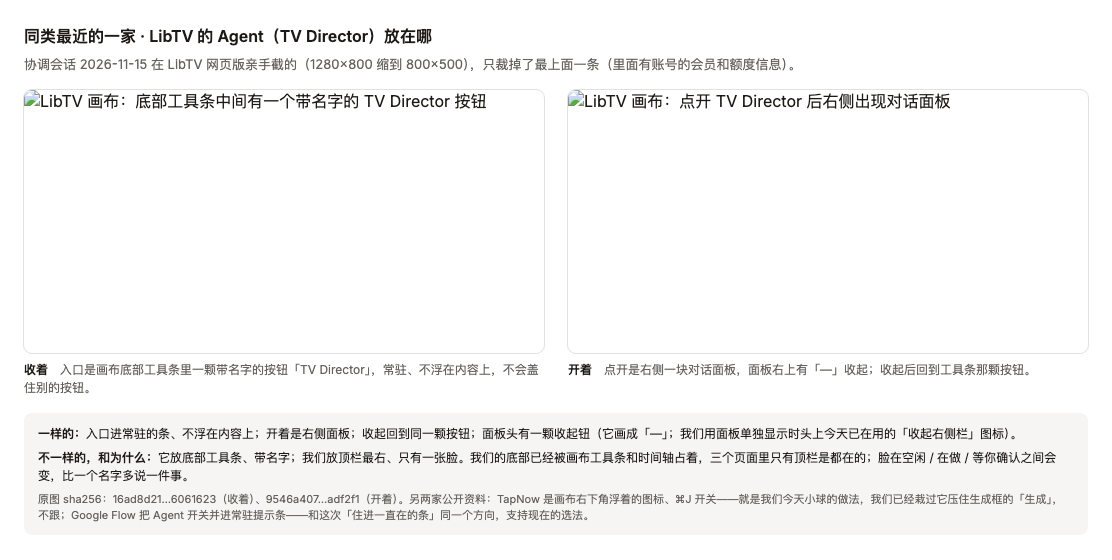 同类最近的一家 · LibTV 的 Agent（TV Director）放在哪
协调会话 2026-11-15 在 LibTV 网页版亲手截的（1280×800 缩到 800×500），只裁掉了最上面一条（里面有账号的会员和额度信息）。
LibTV 画布：底部工具条中间有一个带名字的 TV Director 按钮
LibTV 画布：点开 TV Director 后右侧出现对话面板
收着 入口是画布底部工具条里一颗带名字的按钮「TV Director」，常驻、不浮在内容上，不会盖
住别的按钮。
开着 点开是右侧一块对话面板，面板右上有「—」收起；收起后回到工具条那颗按钮。
一样的：入口进常驻的条、不浮在内容上；开着是右侧面板；收起回到同一颗按钮；面板头有一颗收起钮（它画成「—」；我们用面板单独显示时头上今天已在用的「收起右侧栏」图标）。
不一样的，和为什么：它放底部工具条、带名字；我们放顶栏最右、只有一张脸。我们的底部已经被画布工具条和时间轴占着，三个页面里只有顶栏是都在的；脸在空闲 / 在做 / 等你确认之间会
变，比一个名字多说一件事。
原图 sha256：16ad8d21…6061623（收着）、9546a407…adf2f1（开着）。另两家公开资料：TapNow 是画布右下角浮着的图标、⌘J 开关——就是我们今天小球的做法，我们已经栽过它压住生成框的「生成」，
不跟；Google Flow 把 Agent 开关并进常驻提示条——和这次「住进一直在的条」同一个方向，支持现在的选法。